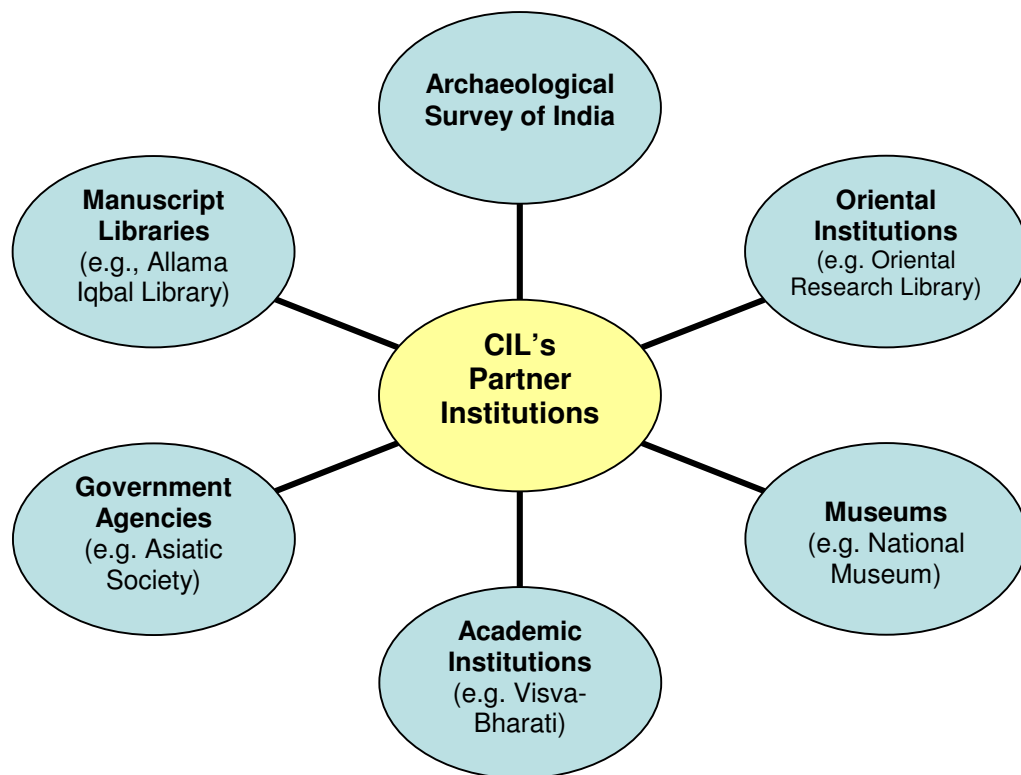 Archaeological
Survey of India
Manuscript
Libraries
(e.g., Allama
Iqbal Library)
Oriental
Institutions
(e.g. Oriental
Research Library)
CIL’s
Partner
Institutions
Government
Agencies
(e.g. Asiatic
Society)
Museums
(e.g. National
Museum)
Academic
Institutions
(e.g. Visva-
Bharati)